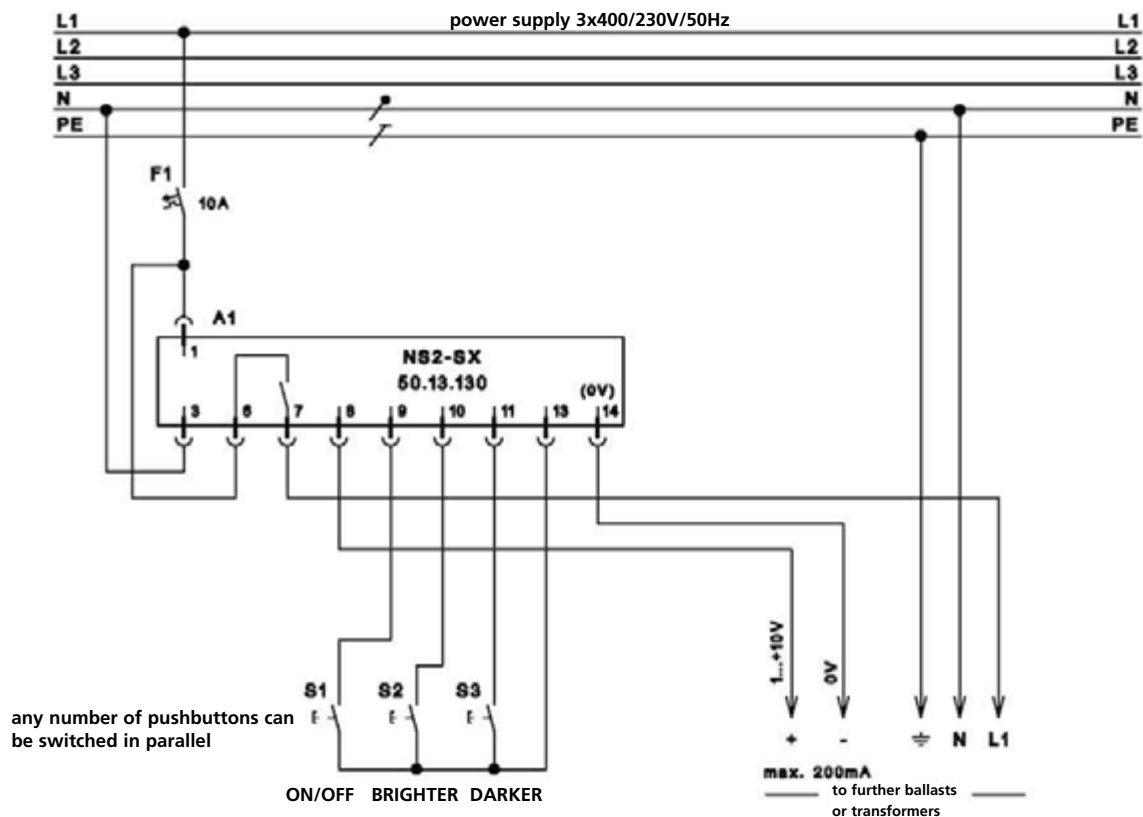 power supply 3x400/230V/50Hz
L1 L1
L2 L2
L3 L3
N N
PE PE
F1
10A
A1
1
NS2-SX
50.13.130
(0V)
3 6 7 8 9 10 11 13 14
1...+10V
0V
S1 S2 S3
any number of pushbuttons can
be switched in parallel
+ - N L1
max. 200mA
ON/OFF BRIGHTER DARKER
to further ballasts
or transformers